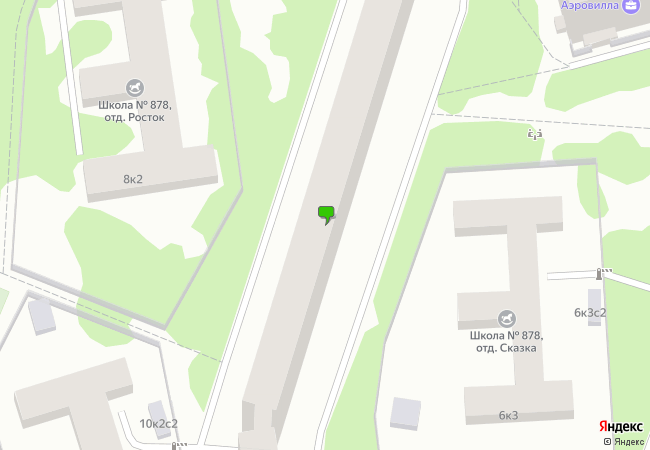 Аэровилла
Школа № 878,
отд. Росток
8к2
6к3с2
Школа № 878,
отд. Сказка
6к3
10к2с2
Яндекс
© Яндекс